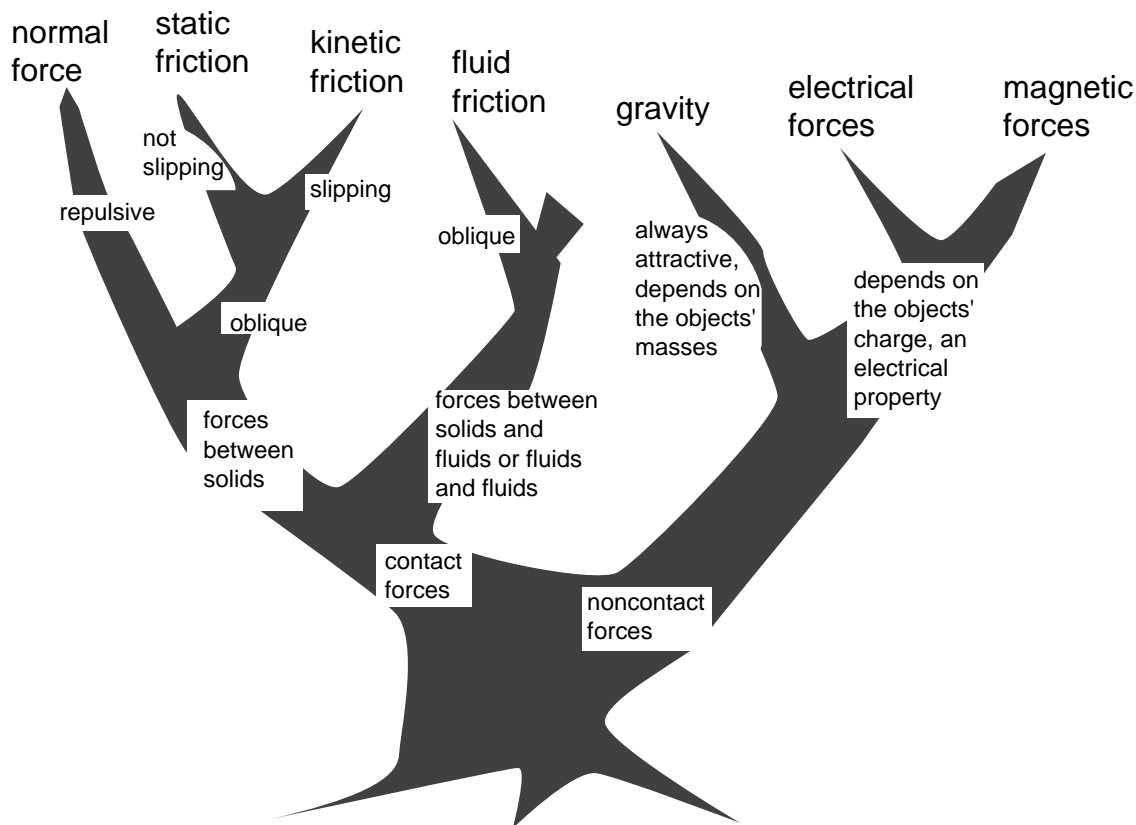 normal
force
static
friction
kinetic
friction
fluid
friction
gravity
electrical
forces
magnetic
forces
not
slipping
slipping
repulsive
oblique
always
attractive,
depends on
the objects'
masses
depends on
the objects'
charge, an
electrical
property
oblique
forces
between
solids
forces between
solids and
fluids or fluids
and fluids
contact
forces
noncontact
forces